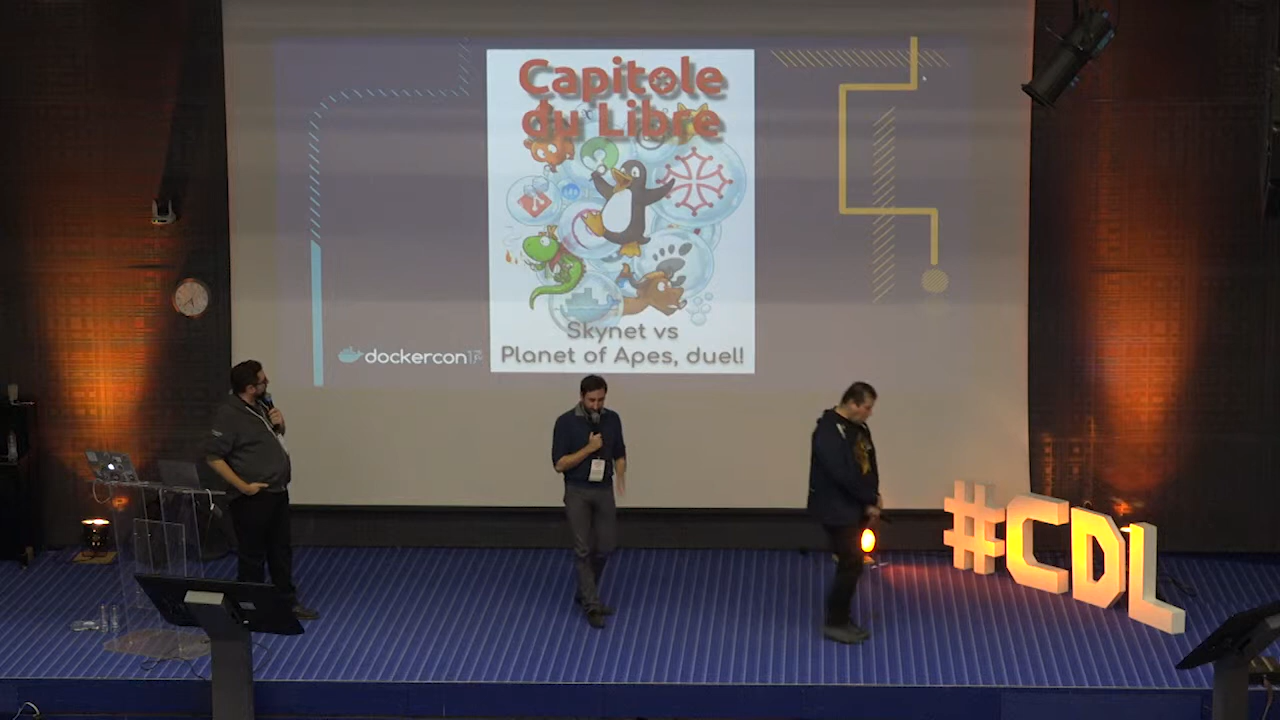 Capitole
du Libre
Skynet vs
Planet of Apes, duel!
dockercon
#CDL